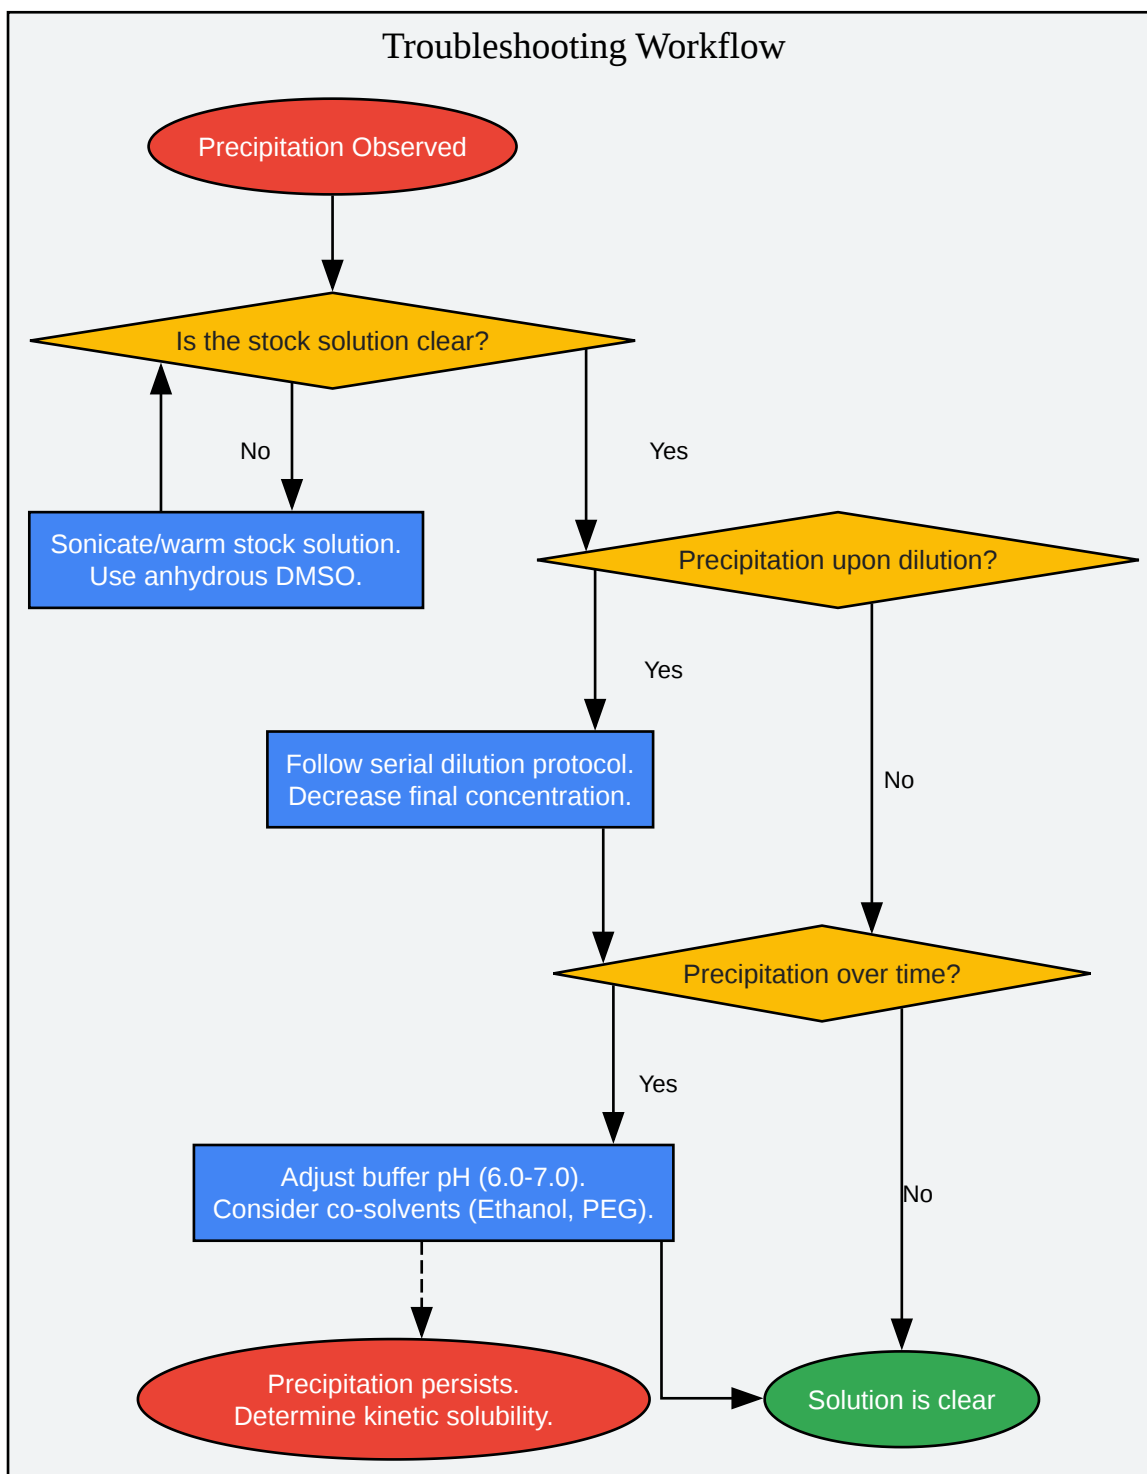 Troubleshooting Workflow
Precipitation Observed
Is the stock solution clear?
No
Yes
Sonicate/warm stock solution.
Use anhydrous DMSO.
Precipitation upon dilution?
Yes
Follow serial dilution protocol.
Decrease final concentration.
No
Precipitation over time?
Yes
Adjust buffer pH (6.0-7.0).
Consider co-solvents (Ethanol, PEG).
No
Precipitation persists.
Determine kinetic solubility.
Solution is clear